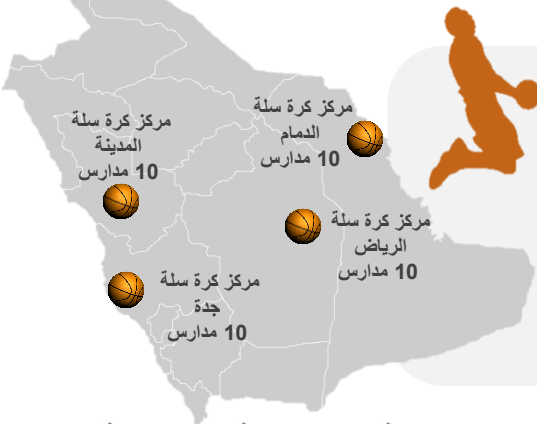 مركز كرة سلة
الدمام
10 مدارس
مركز كرة سلة
المدينة
10 مدارس
مركز كرة سلة
الرياض
10 مدارس
مركز كرة سلة
جدة
10 مدارس